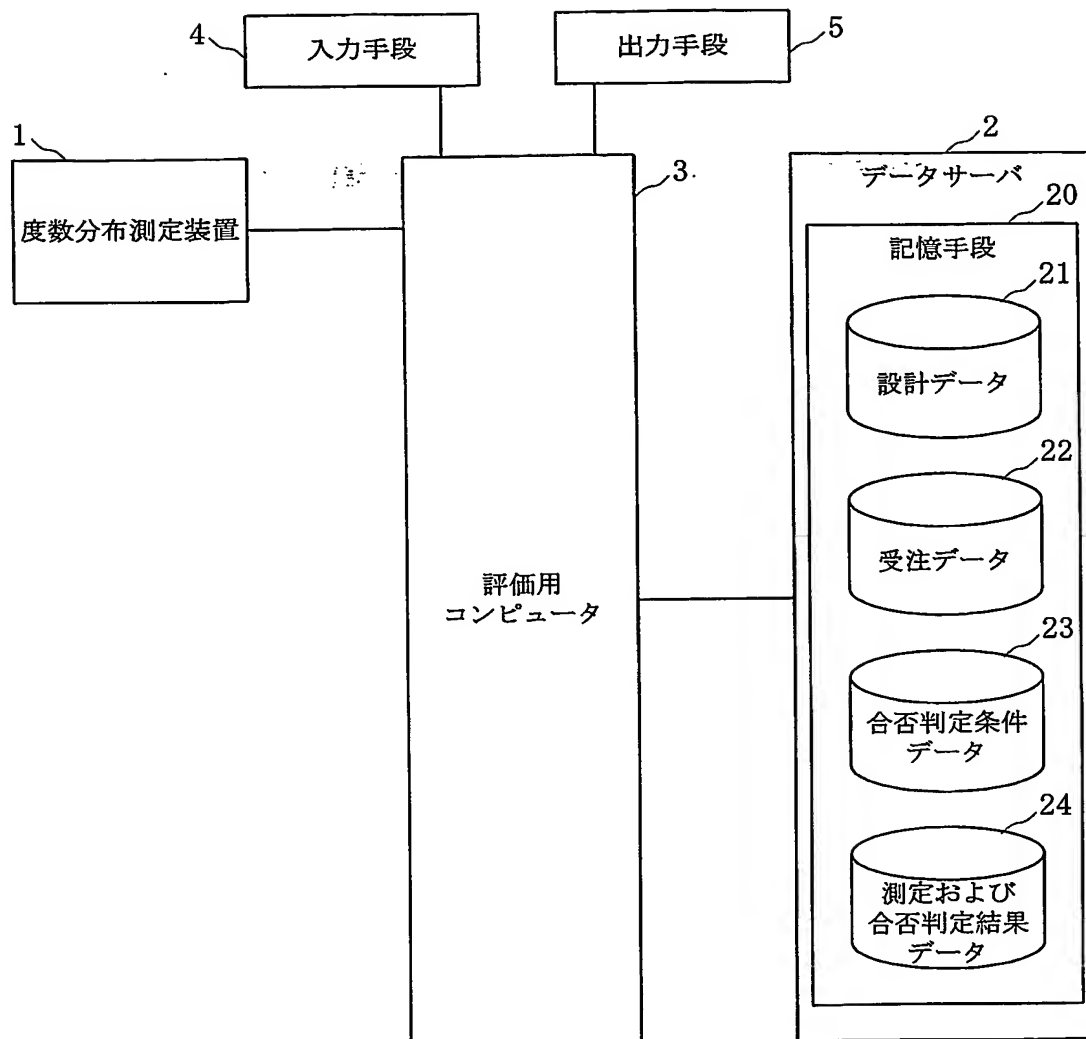 4
入力手段
出力手段
5
1
度数分布測定装置
3
評価用
コンピュータ
2
データサーバ
20
記憶手段
21
設計データ
22
受注データ
23
合否判定条件
データ
24
測定および
合否判定結果
データ